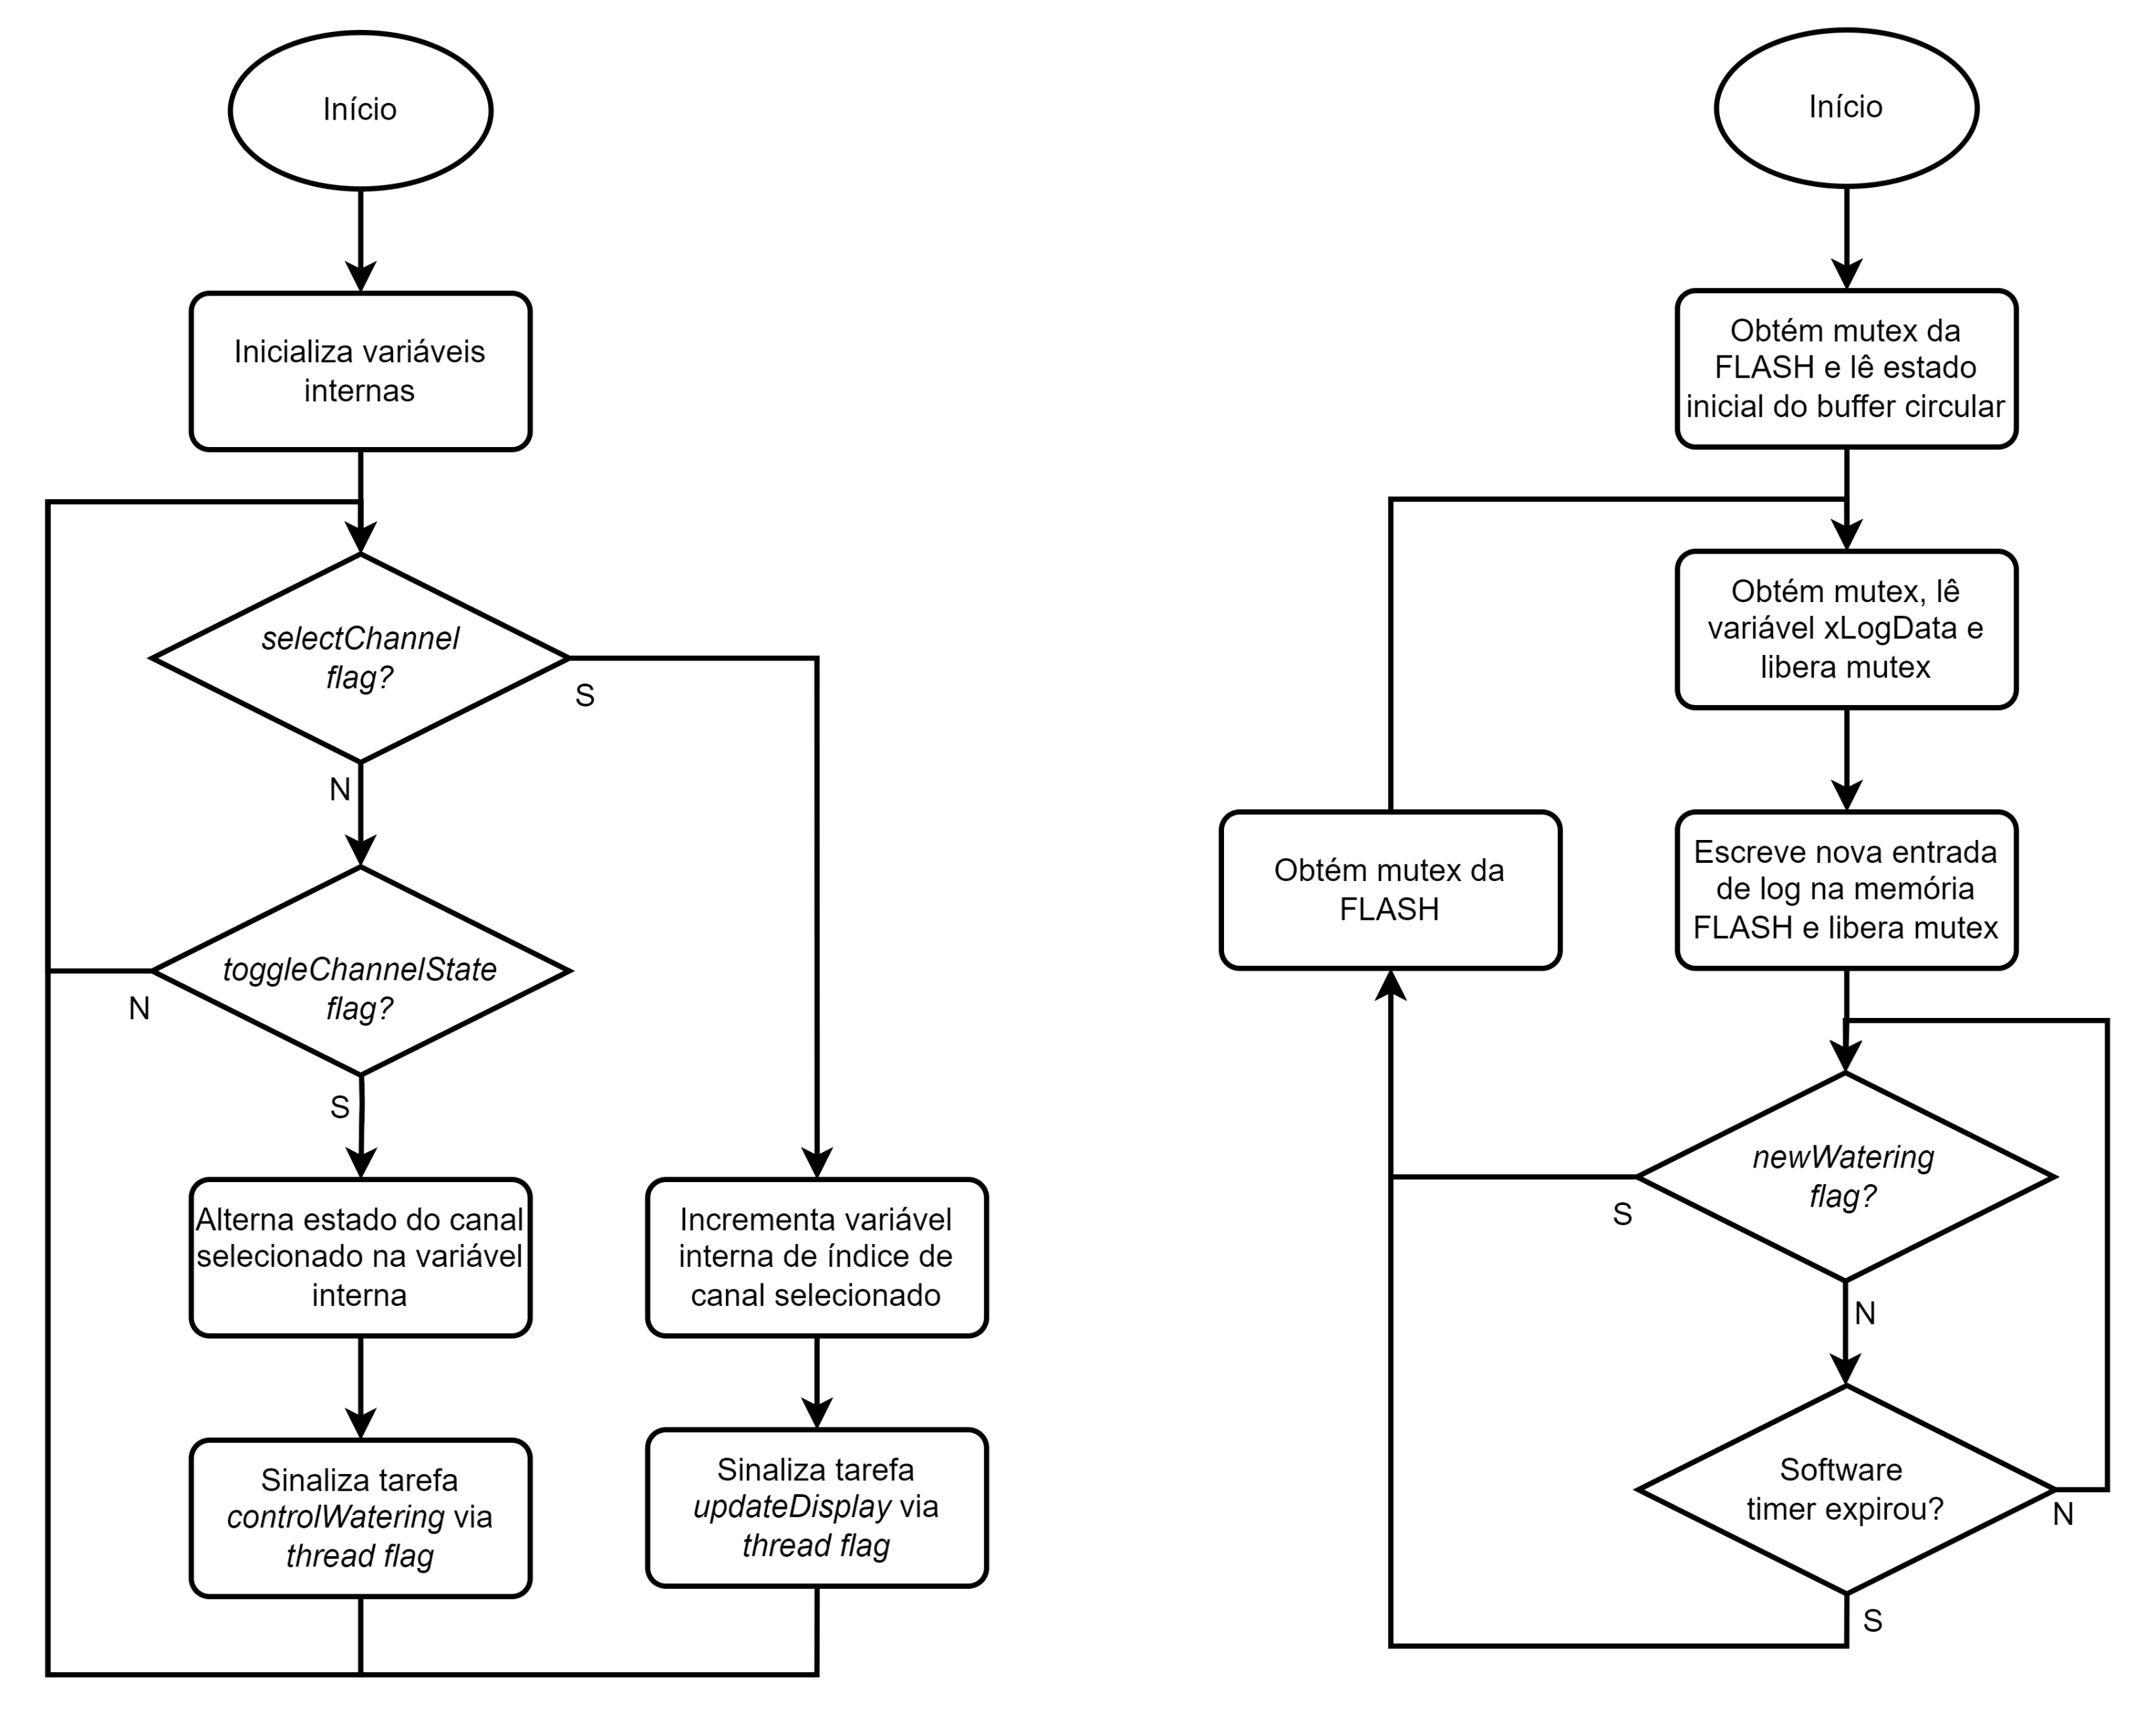 Início
Inicializa variáveis
internas
selectChannel
flag?
S
N
toggleChannelState
flag?
N
S
Alterna estado do canal
selecionado na variável
interna
Incrementa variável
interna de índice de
canal selecionado
Sinaliza tarefa
controlWatering via
thread flag
Sinaliza tarefa
updateDisplay via
thread flag
Início
Obtém mutex da
FLASH e lê estado
inicial do buffer circular
Obtém mutex, lê
variável xLogData e
libera mutex
Obtém mutex da
FLASH
Escreve nova entrada
de log na memória
FLASH e libera mutex
newWatering
flag?
S
N
Software
timer expirou?
N
S